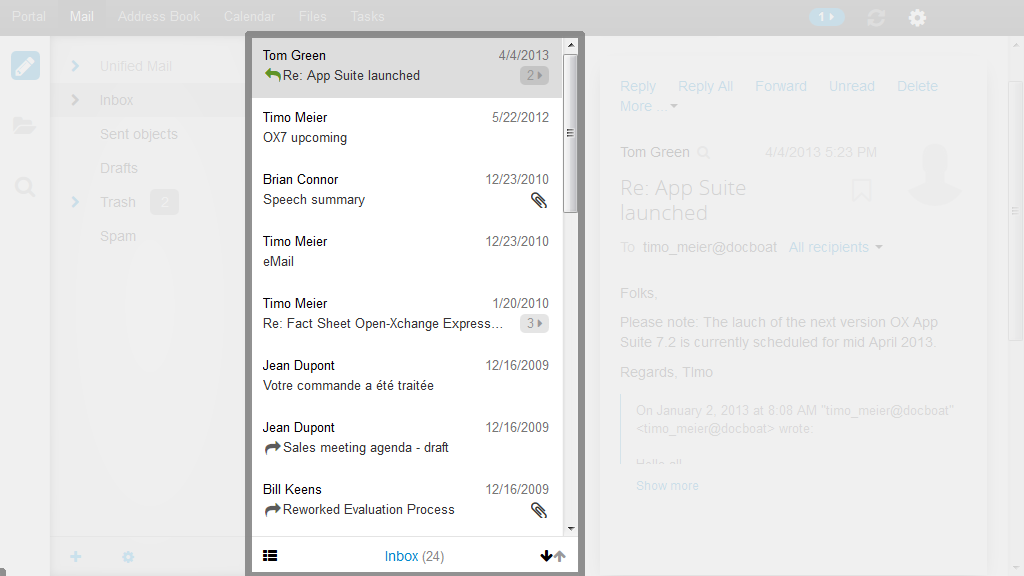 Portal Mail Address Book Calendar Files Tasks 1
Unified Mail
Inbox
Sent objects
Drafts
Trash 2
Spam
Tom Green 4/4/2013
Re: App Suite launched 2
Timo Meier 5/22/2012
OX7 upcoming
Brian Connor 12/23/2010
Speech summary
Timo Meier 12/23/2010
eMail
Timo Meier 1/20/2010
Re: Fact Sheet Open-Xchange Express... 3
Jean Dupont 12/16/2009
Votre commande a été traitée
Jean Dupont 12/16/2009
Sales meeting agenda - draft
Bill Keens 12/16/2009
Reworked Evaluation Process
Inbox (24)
Reply Reply All Forward Unread Delete
More ...
Tom Green 4/4/2013 5:23 PM
Re: App Suite
launched
To timo_meier@docboat All recipients
Folks,
Please note: The lauch of the next version OX App
Suite 7.2 is currently scheduled for mid April 2013.
Regards, TImo
On January 2, 2013 at 8:08 AM "timo_meier@docboat"
<timo_meier@docboat> wrote:
Hello all
Show more